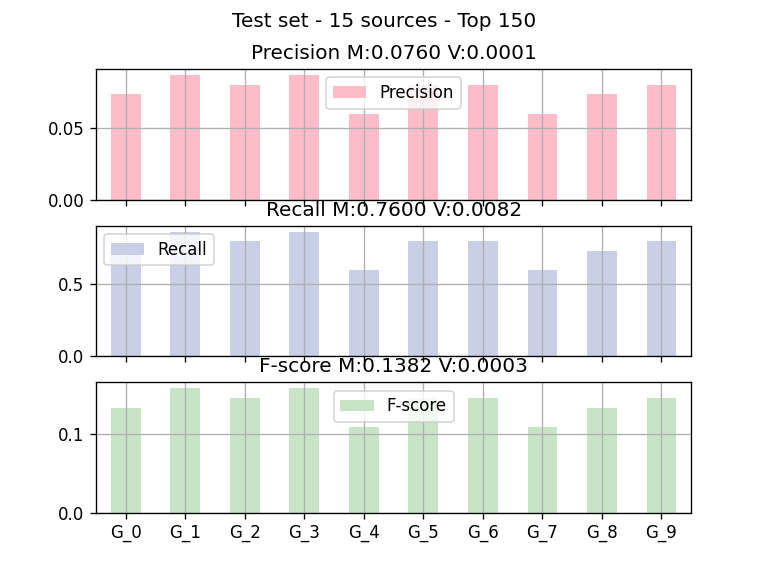 Test set - 15 sources - Top 150
Precision M:0.0760 V:0.0001
Precision
0.05
0.00
Recall M:0.7600 V:0.0082
Recall
0.5
0.0
F-score M:0.1382 V:0.0003
F-score
0.1
0.0
G_0 G_1 G_2 G_3 G_4 G_5 G_6 G_7 G_8 G_9